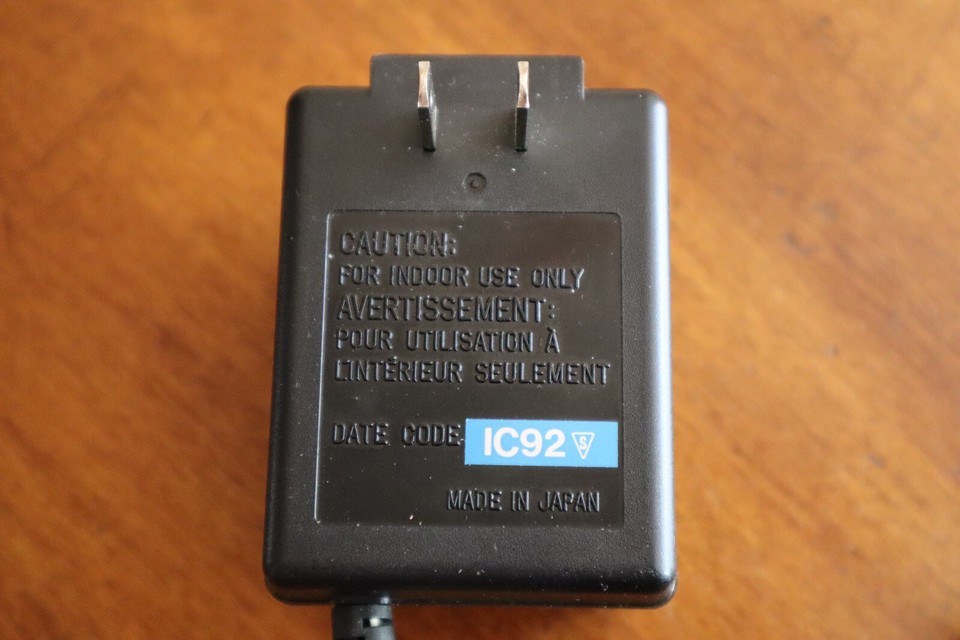 CAUTION:
FOR INDOOR USE ONLY
AVERTISSEMENT:
POUR UTILISATION À
L'INTÉRIEUR SEULEMENT
DATE CODE IC92 S
MADE IN JAPAN